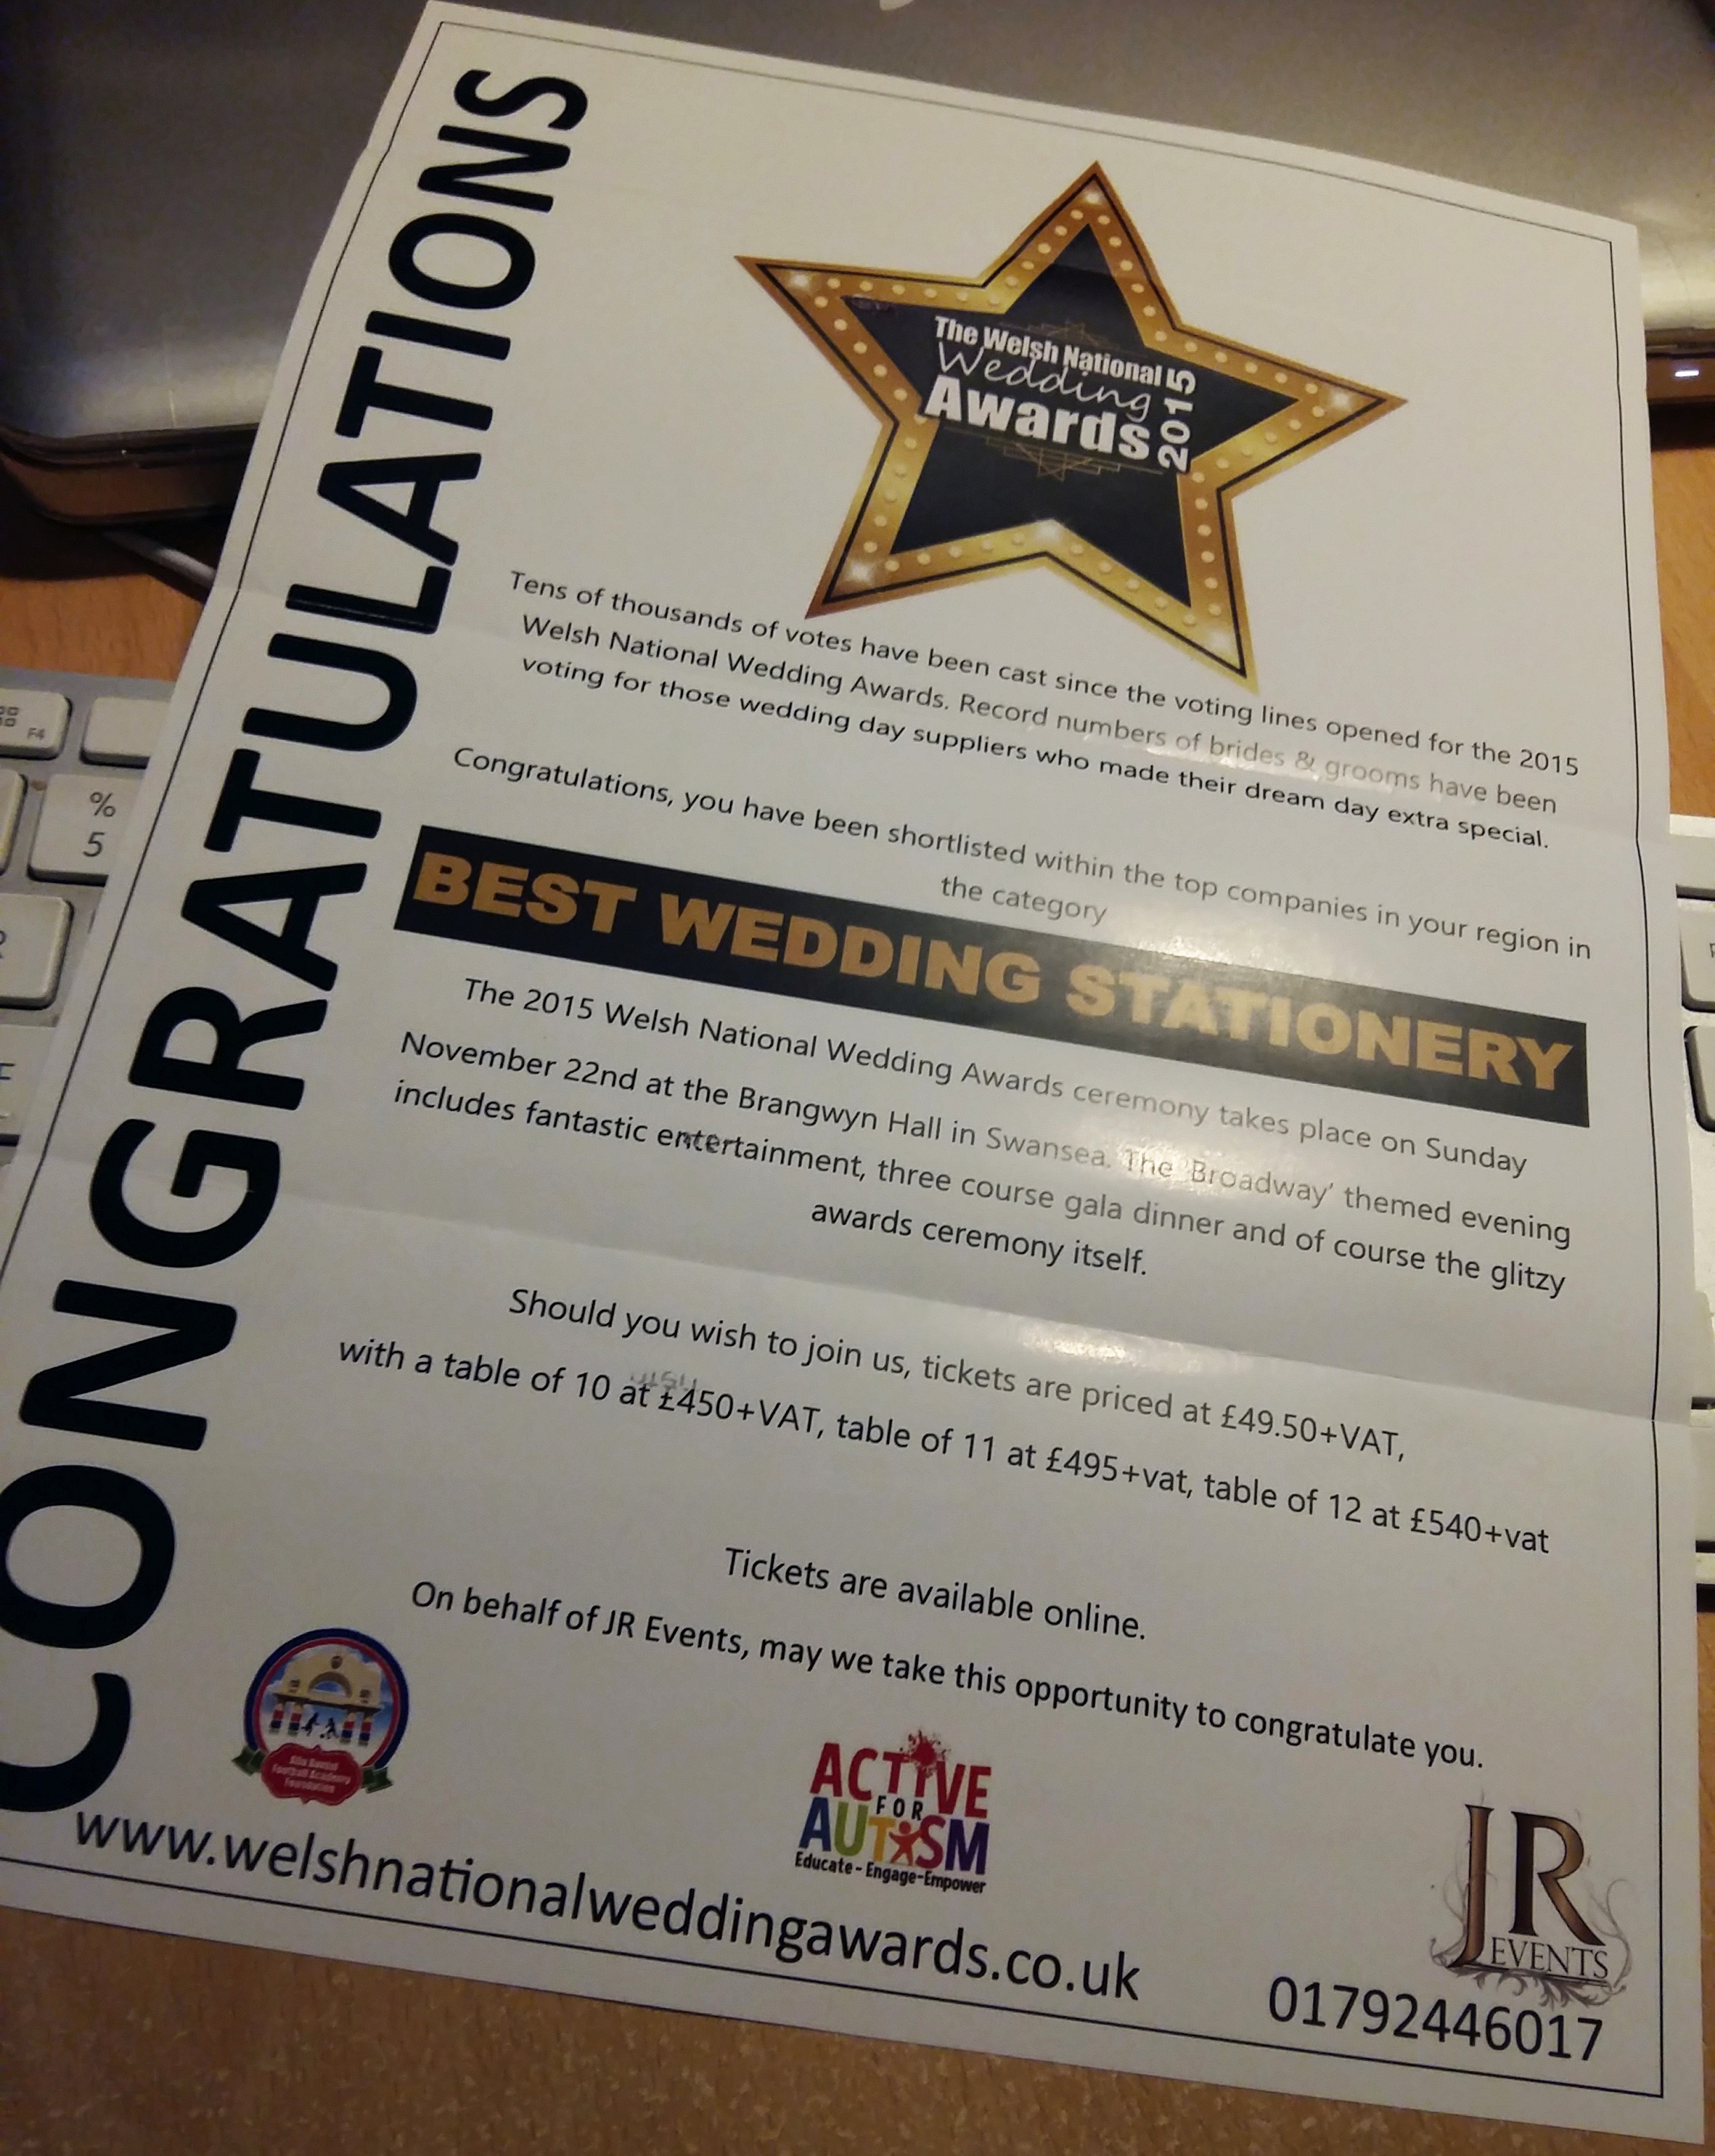 CONGRATULATIONS
The Welsh National
Wedding
Awards
2015
Tens of thousands of votes have been cast since the voting lines opened for the 2015
Welsh National Wedding Awards. Record numbers of brides & grooms have been
voting for those wedding day suppliers who made their dream day extra special.
Congratulations, you have been shortlisted within the top companies in your region in
the category
BEST WEDDING STATIONERY
The 2015 Welsh National Wedding Awards ceremony takes place on Sunday
November 22nd at the Brangwyn Hall in Swansea. The 'Broadway' themed evening
includes fantastic entertainment, three course gala dinner and of course the glitzy
awards ceremony itself.
Should you wish to join us, tickets are priced at £49.50+VAT,
with a table of 10 at £450+VAT, table of 11 at £495+vat, table of 12 at £540+vat
Tickets are available online.
On behalf of JR Events, may we take this opportunity to congratulate you.
Football Academy
Foundation
ACTIVE
FOR
AUTISM
Educate-Engage-Empower
JR
EVENTS
www.welshnationalweddingawards.co.uk
01792446017
F4
%
5